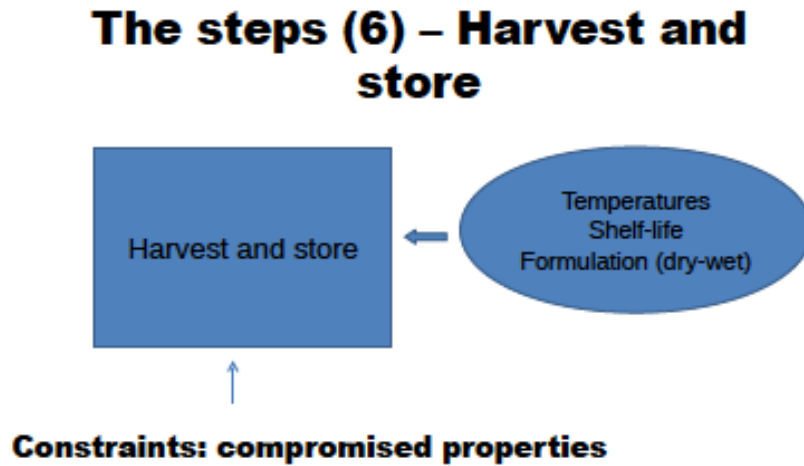 The steps (6) – Harvest and
store
Harvest and store
Temperatures
Shelf-life
Formulation (dry-wet)
Constraints: compromised properties